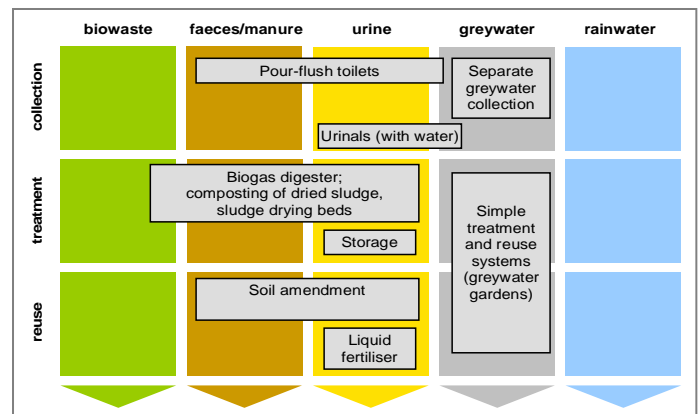 biowaste faeces/manure urine greywater rainwater
collection
Pour-flush toilets
Separate
greywater
collection
Urinals (with water)
treatment
Biogas digester;
composting of dried sludge,
sludge drying beds
Storage
Simple
treatment
and reuse
systems
(greywater
gardens)
reuse
Soil amendment
Liquid
fertiliser